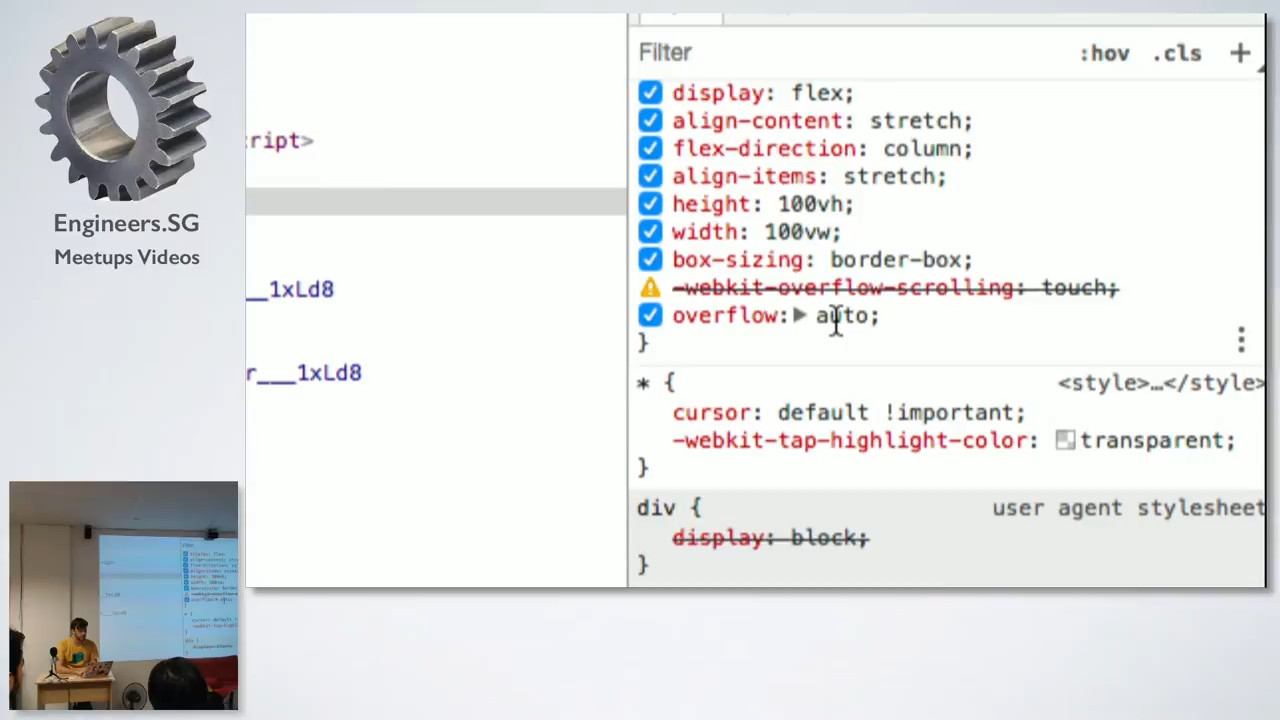 Engineers.SG
Meetups Videos
ript>
__1xLd8
r___1xLd8
Filter
:hov .cls +
display: flex;
align-content: stretch;
flex-direction: column;
align-items: stretch;
height: 100vh;
width: 100vw;
box-sizing: border-box;
-webkit-overflow-scrolling: touch;
overflow: auto;
}
* { <style>…</style>
cursor: default !important;
-webkit-tap-highlight-color: transparent;
}
div { user agent stylesheet
display: block;
}